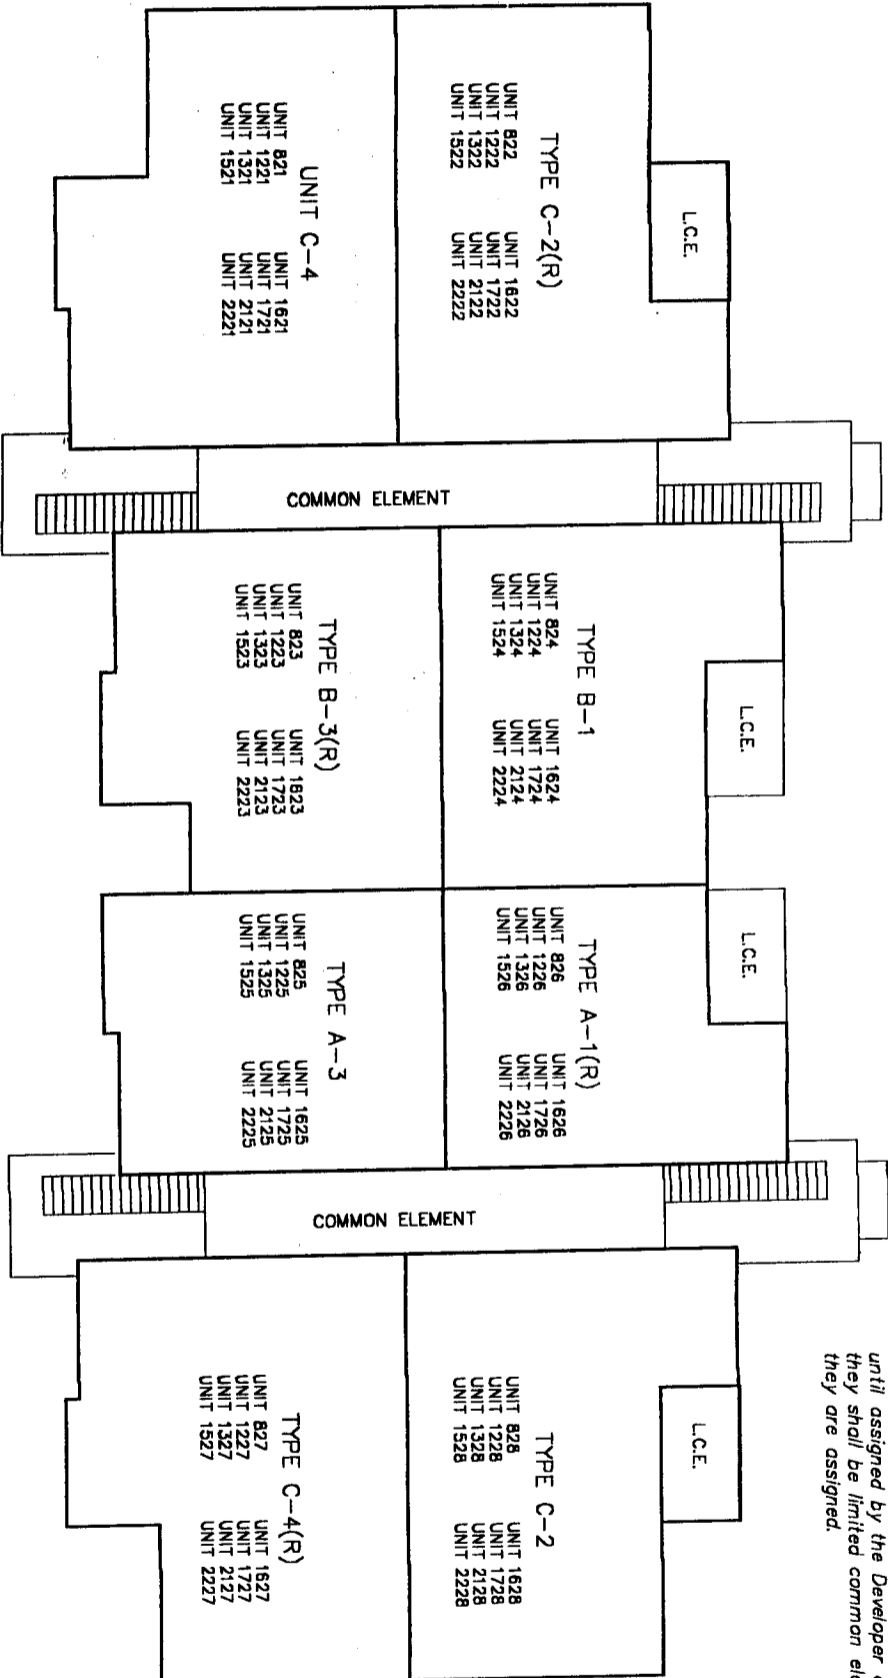 until assigned by the Developer
they shall be limited common
they are assigned.
L.C.E.
TYPE C-2(R)
UNIT 822 UNIT 1622
UNIT 1222 UNIT 1722
UNIT 1322 UNIT 2122
UNIT 1522 UNIT 2222
UNIT C-4
UNIT 821 UNIT 1621
UNIT 1221 UNIT 1721
UNIT 1321 UNIT 2121
UNIT 1521 UNIT 2221
COMMON ELEMENT
L.C.E.
TYPE B-1
UNIT 824 UNIT 1624
UNIT 1224 UNIT 1724
UNIT 1324 UNIT 2124
UNIT 1524 UNIT 2224
TYPE B-3(R)
UNIT 823 UNIT 1623
UNIT 1223 UNIT 1723
UNIT 1323 UNIT 2123
UNIT 1523 UNIT 2223
L.C.E.
TYPE A-1(R)
UNIT 826 UNIT 1626
UNIT 1226 UNIT 1726
UNIT 1326 UNIT 2126
UNIT 1526 UNIT 2226
TYPE A-3
UNIT 825 UNIT 1625
UNIT 1225 UNIT 1725
UNIT 1325 UNIT 2125
UNIT 1525 UNIT 2225
COMMON ELEMENT
L.C.E.
TYPE C-2
UNIT 828 UNIT 1628
UNIT 1228 UNIT 1728
UNIT 1328 UNIT 2128
UNIT 1528 UNIT 2228
TYPE C-4(R)
UNIT 827 UNIT 1627
UNIT 1227 UNIT 1727
UNIT 1327 UNIT 2127
UNIT 1527 UNIT 2227